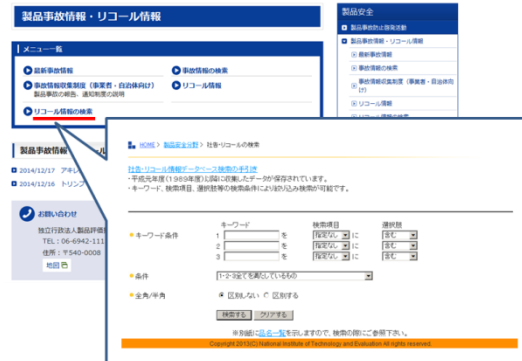 製品事故情報・リコール情報
メニュー一覧
最新事故情報
事故情報の検索
事故情報収集制度（事業者・自治体向け）
製品事故の報告、通知制度の説明
リコール情報
リコール情報の検索
製品安全
製品事故防止啓発活動
製品事故情報・リコール情報
最新事故情報
事故情報の検索
事故情報収集制度（事業者・自治体向け）
リコール情報
リコール情報の検索
製品事故情報
2014/12/17 アキレ
2014/12/16 トリンプ
お問い合わせ
独立行政法人製品評価
TEL：06-6942-111
住所：〒540-0008
地図
HOME > 製品安全分野 > 社告・リコールの検索
社告・リコール情報データベース検索の手引き
・平成元年度（1989年度）以降に収集したデータが保存されています。
・キーワード、検索項目、選択肢等の検索条件により絞り込み検索が可能です。
キーワード 検索項目 選択肢
キーワード条件 1 を 指定なし に 含む
2 を 指定なし に 含む
3 を 指定なし に 含む
条件 1・2・3全てを満たしているもの
全角/半角 区別しない 区別する
検索する クリアする
※別紙に品名一覧を示しますので、検索の際にご参照下さい。
Copyright 2013(C) National Institute of Technology and Evaluation All rights reserved.